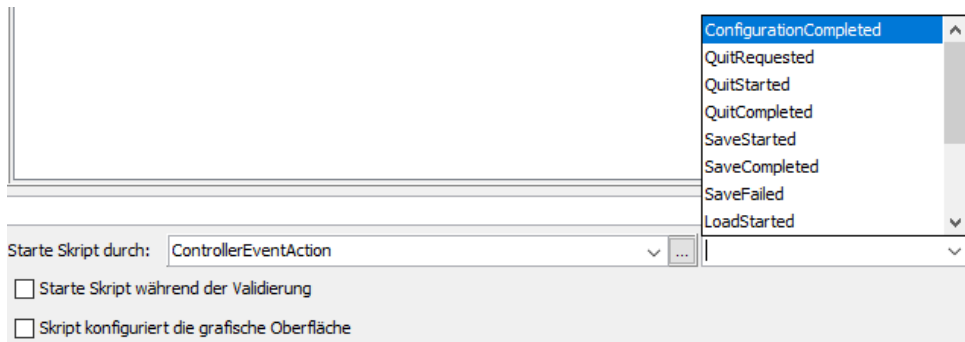 ConfigurationCompleted
QuitRequested
QuitStarted
QuitCompleted
SaveStarted
SaveCompleted
SaveFailed
LoadStarted
Starte Skript durch: ControllerEventAction ...
Starte Skript während der Validierung
Skript konfiguriert die grafische Oberfläche